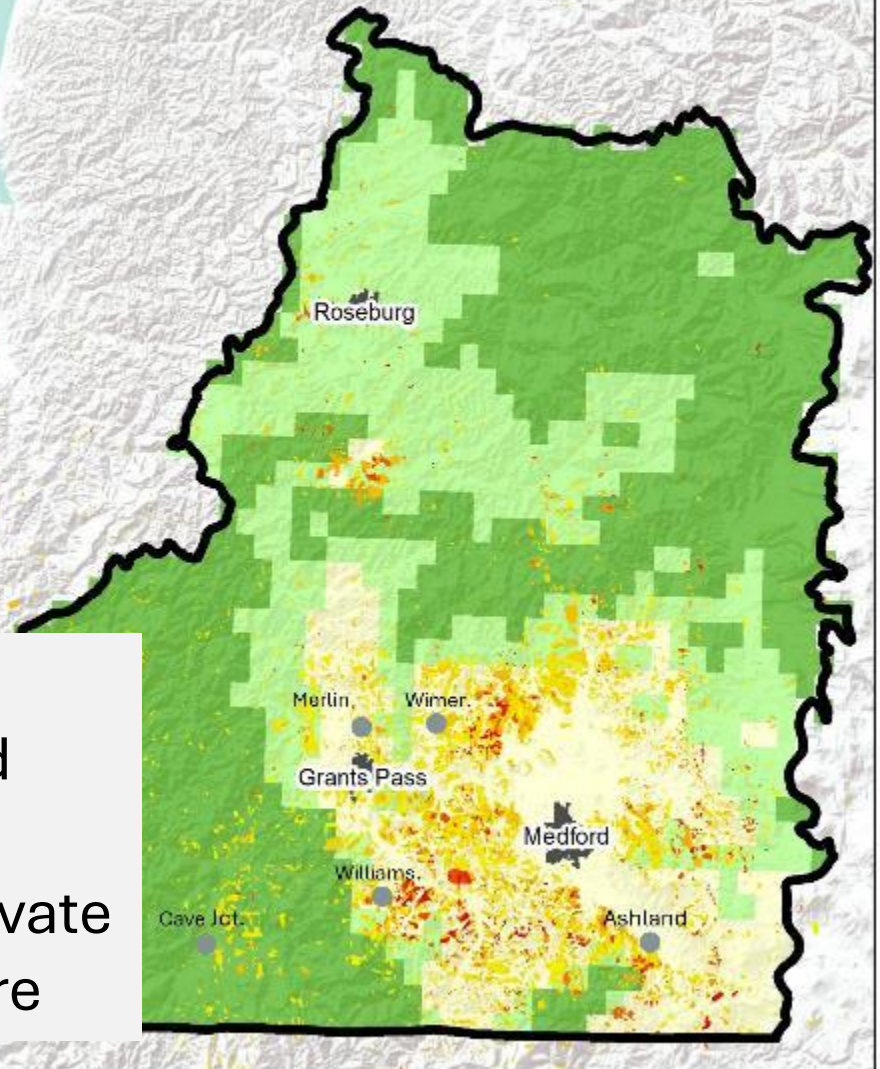 Roseburg
Merlin.
Wimer.
Grants Pass
Medford
Williams.
Cave Jct.
Ashland
d
vate
re